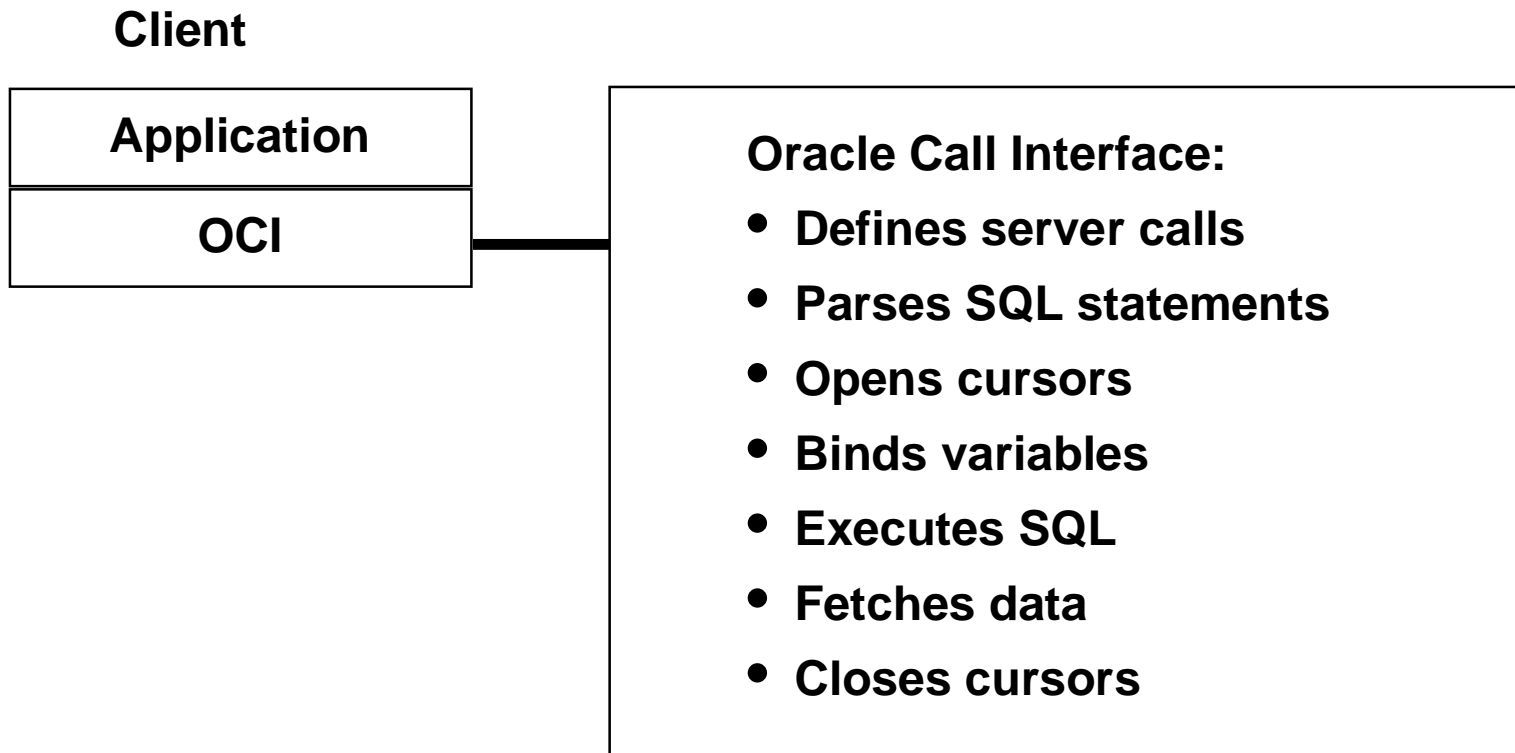 Client
Application
OCI
Oracle Call Interface:
• Defines server calls
• Parses SQL statements
• Opens cursors
• Binds variables
• Executes SQL
• Fetches data
• Closes cursors